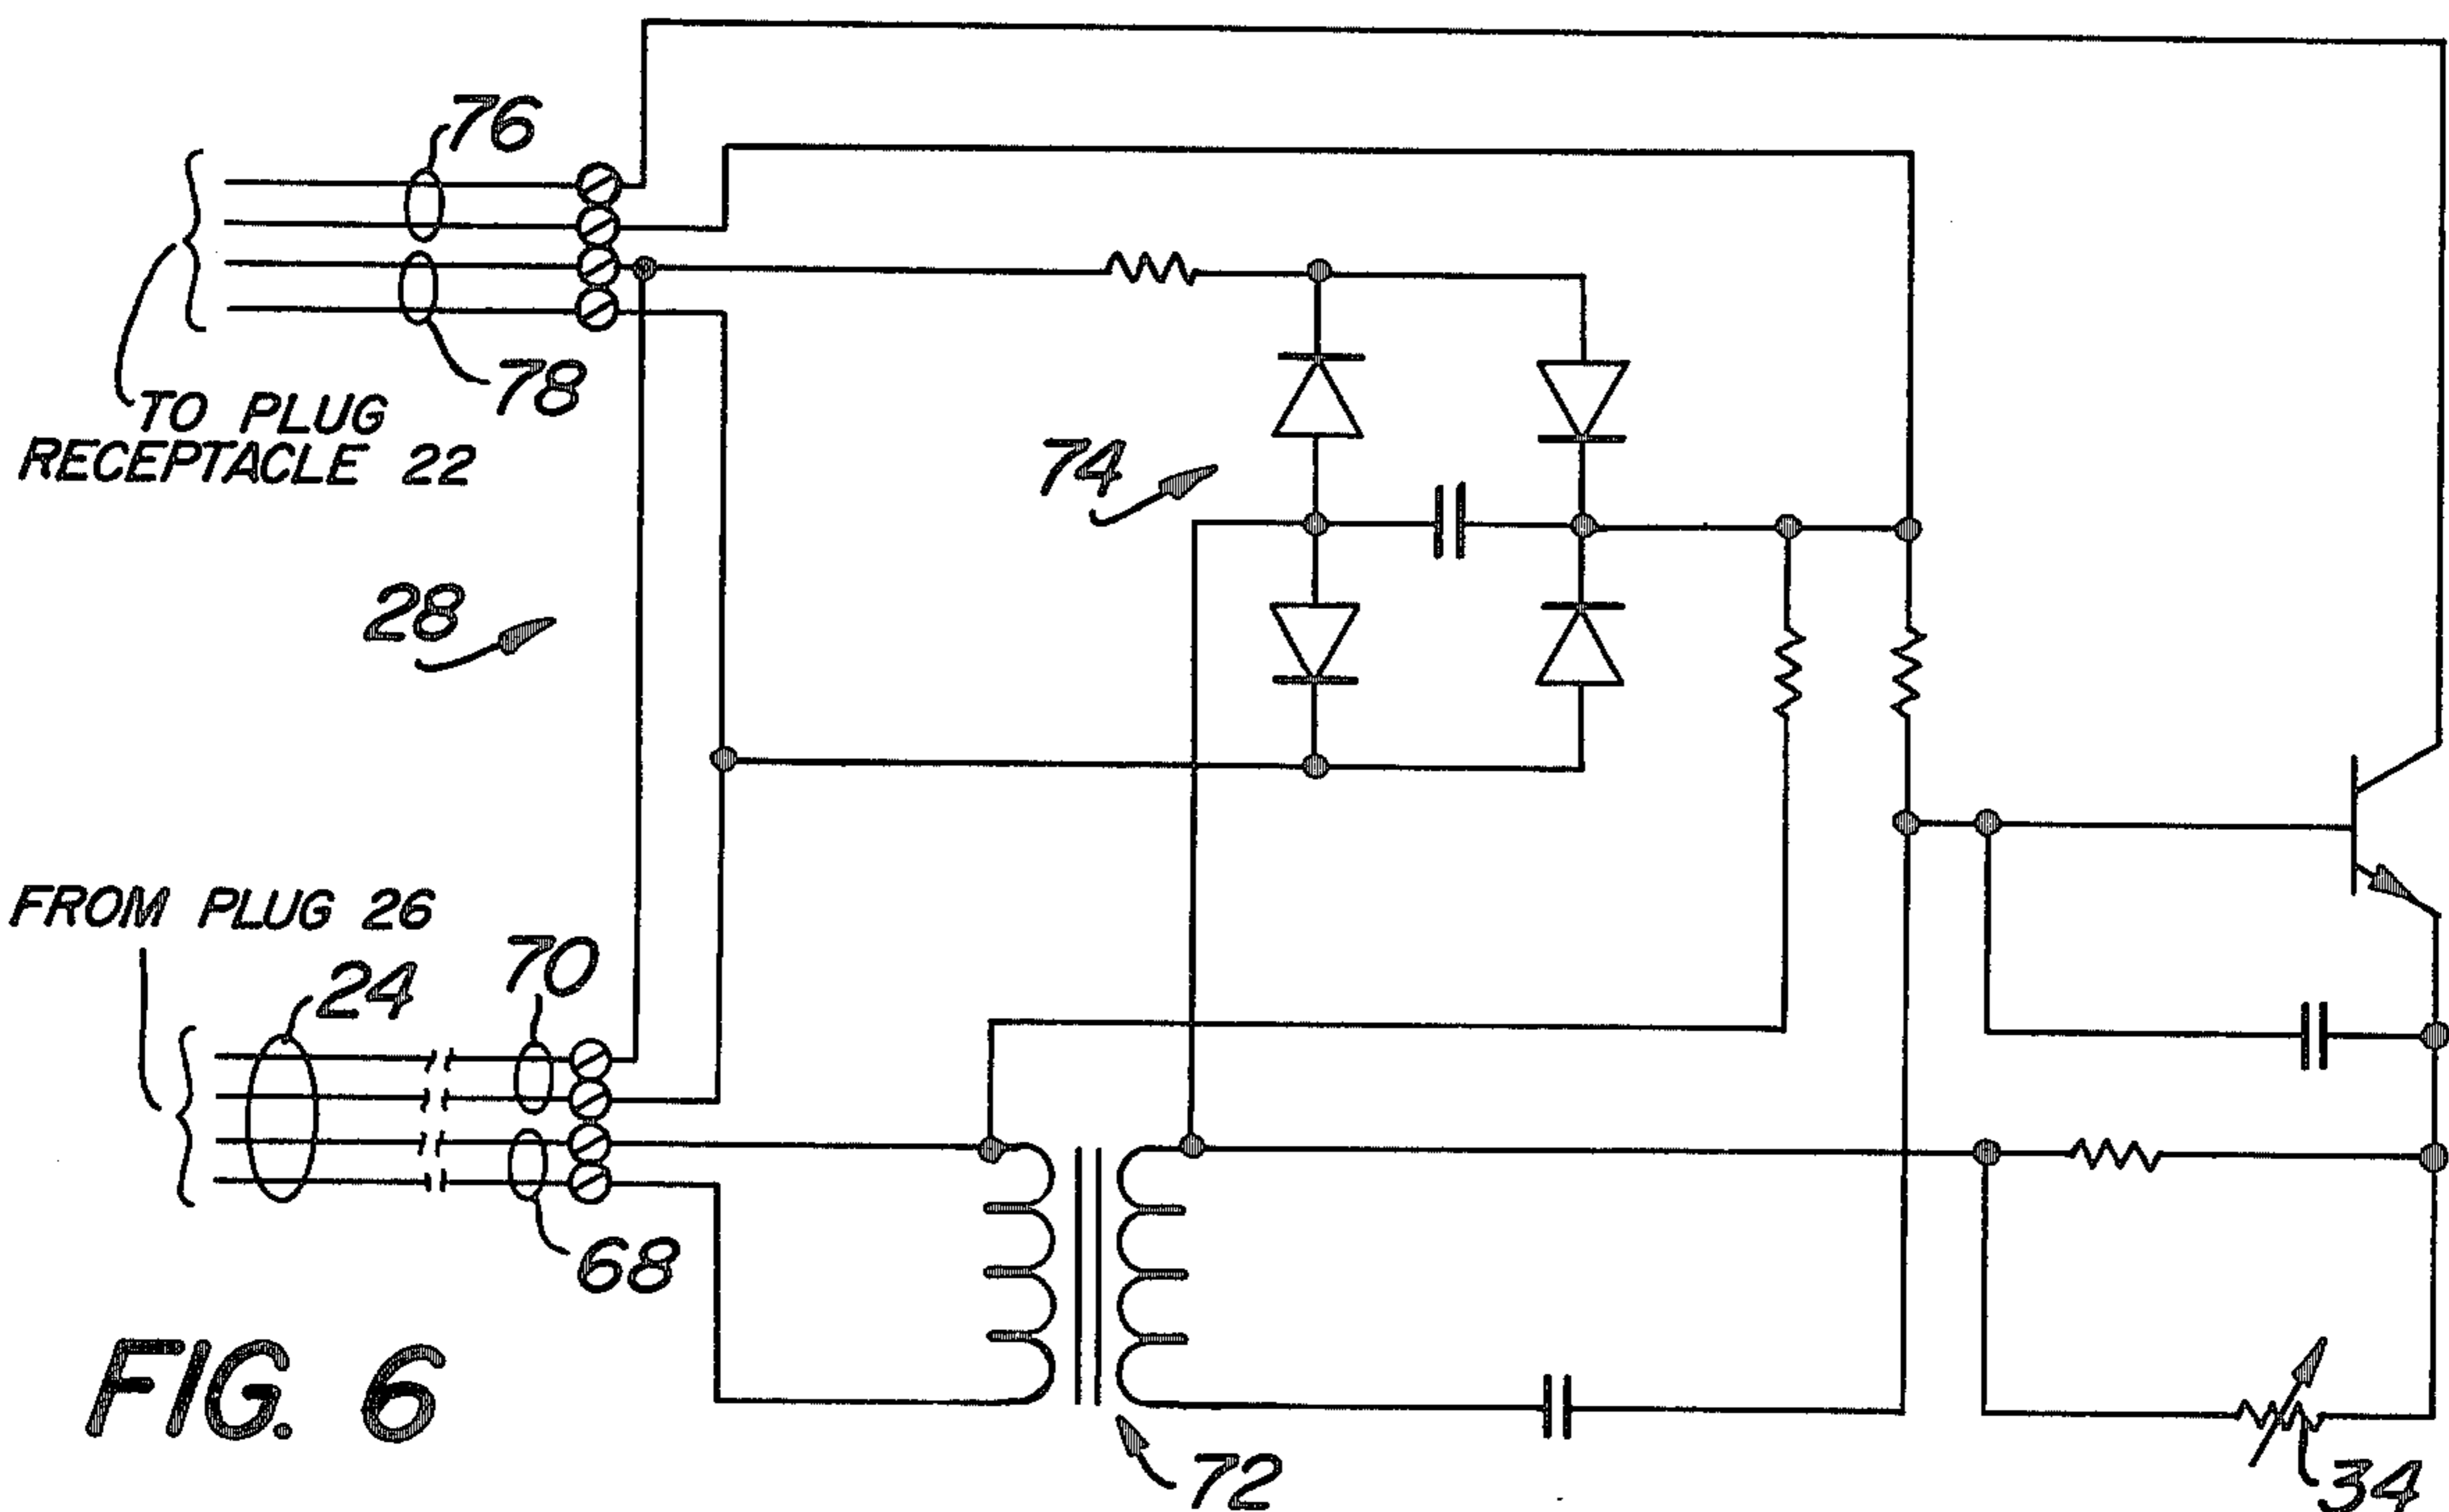 76
78
TO PLUG
RECEPTACLE 22
74
28
FROM PLUG 26
24
70
68
FIG. 6
72
34